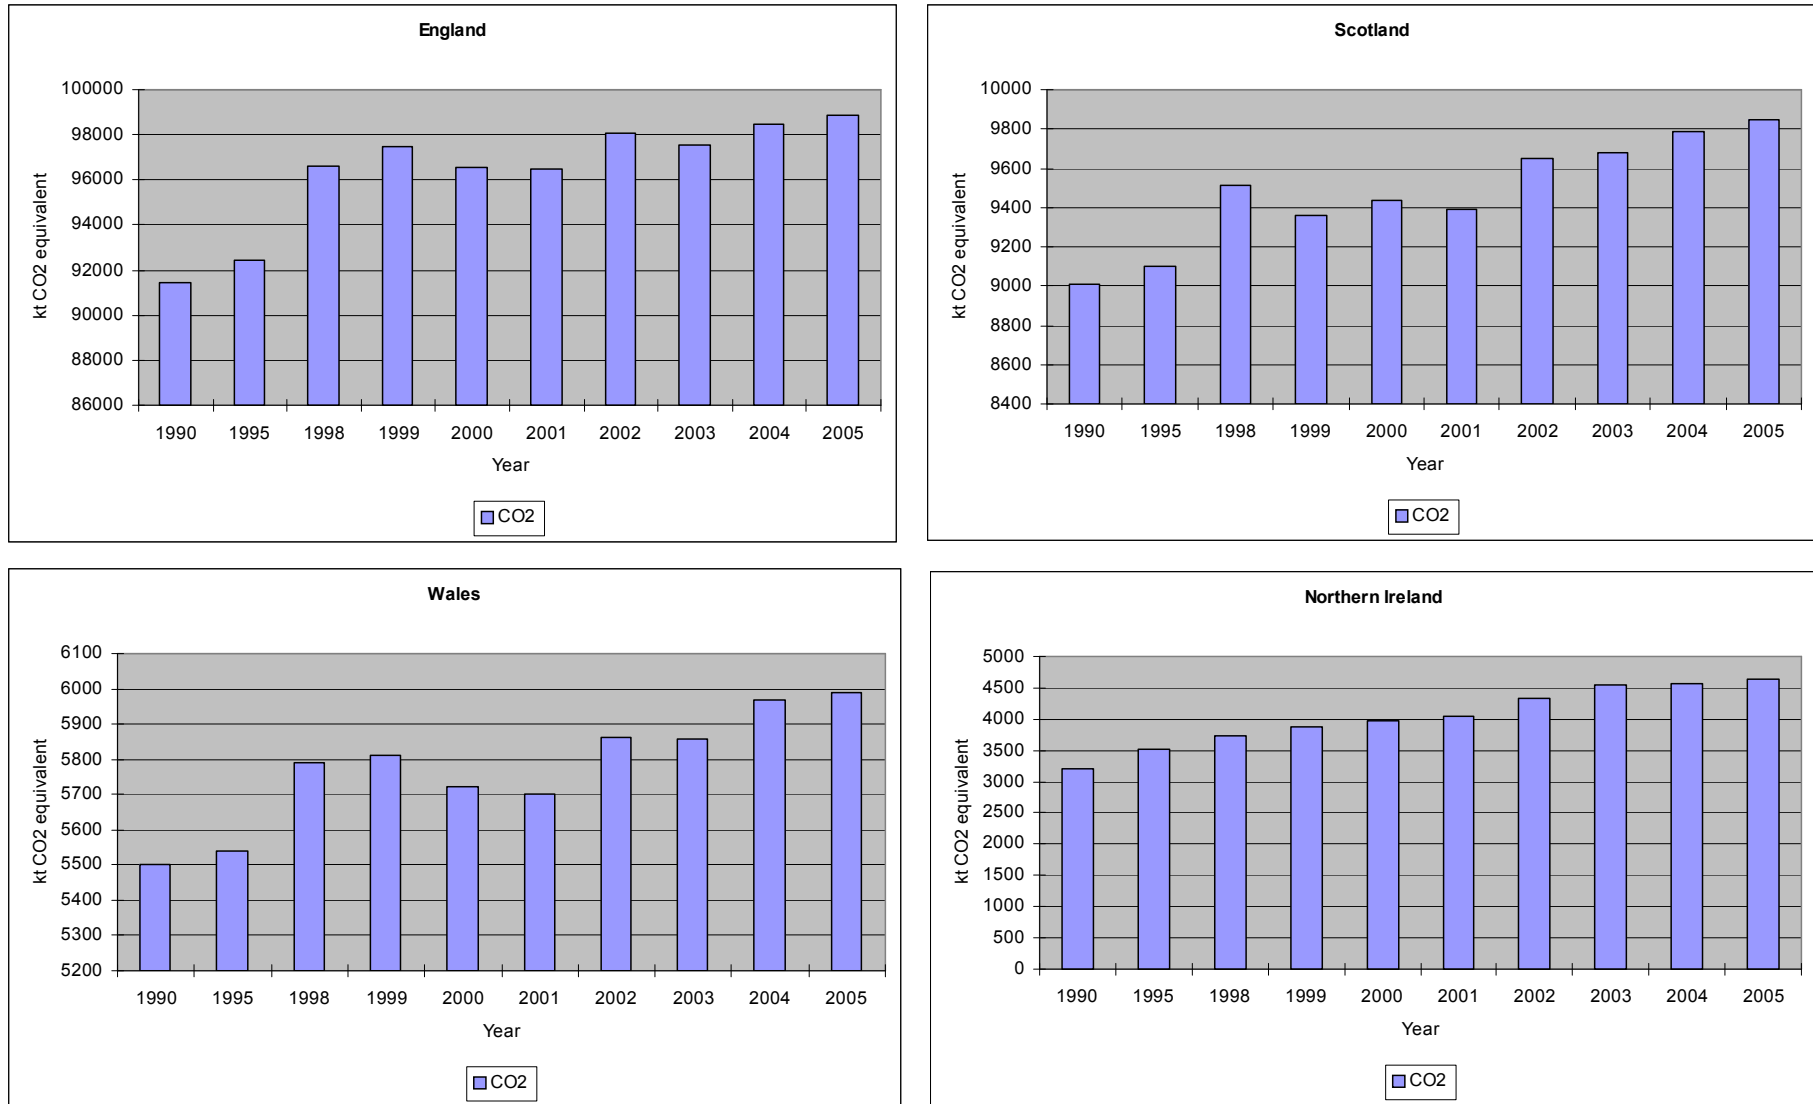 England
100000
98000
96000
94000
92000
90000
88000
86000
kt CO2 equivalent
1990 1995 1998 1999 2000 2001 2002 2003 2004 2005
Year
CO2
Scotland
10000
9800
9600
9400
9200
9000
8800
8600
8400
kt CO2 equivalent
1990 1995 1998 1999 2000 2001 2002 2003 2004 2005
Year
CO2
Wales
6100
6000
5900
5800
5700
5600
5500
5400
5300
5200
kt CO2 equivalent
1990 1995 1998 1999 2000 2001 2002 2003 2004 2005
Year
CO2
Northern Ireland
5000
4500
4000
3500
3000
2500
2000
1500
1000
500
0
kt CO2 equivalent
1990 1995 1998 1999 2000 2001 2002 2003 2004 2005
Year
CO2